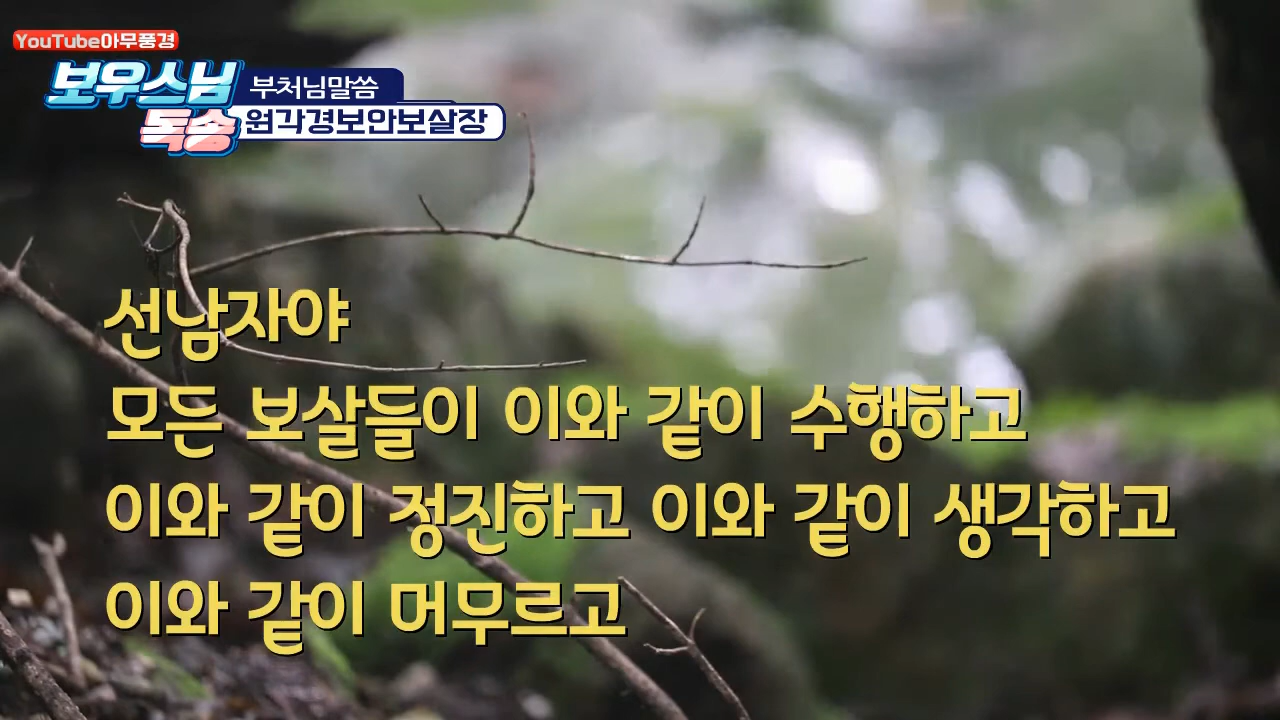 YouTube아무풍경
보우스님
독송
부처님말씀
원각경보안보살장
선남자야
모든 보살들이 이와 같이 수행하고
이와 같이 정진하고 이와 같이 생각하고
이와 같이 머무르고